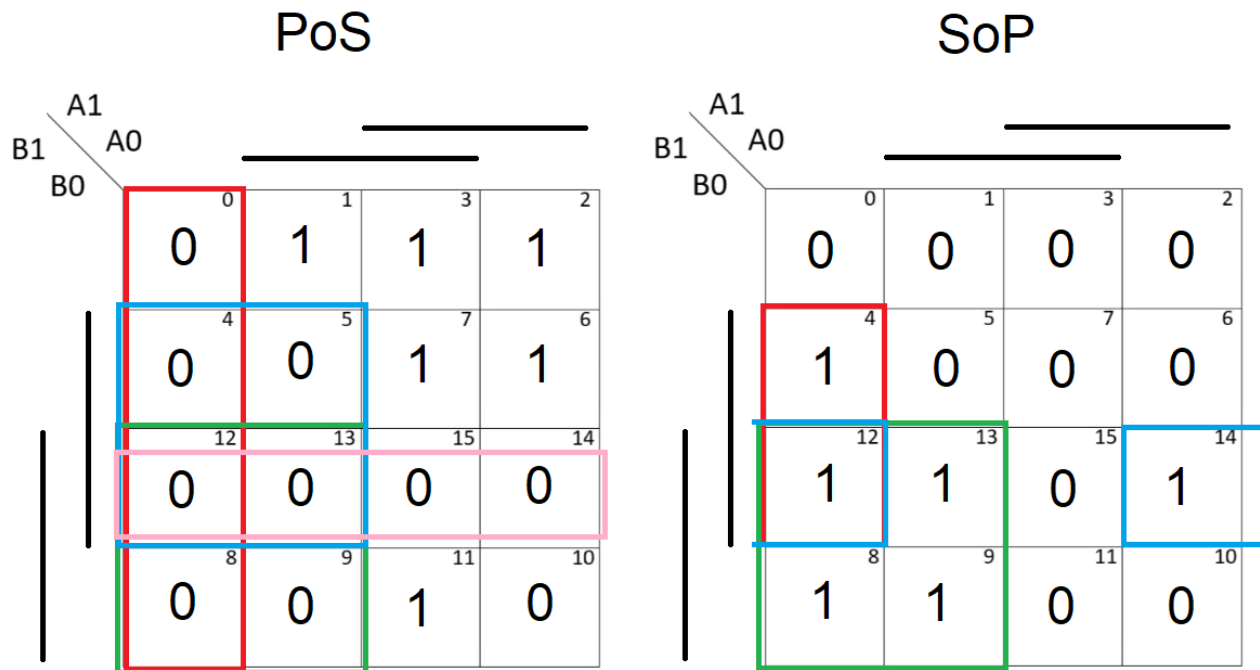 PoS SoP
A1 A1
B1 A0 B1 A0
B0 B0
0 1 3 2 0 1 3 2
0 1 1 1 0 0 0 0
4 5 7 6 4 5 7 6
0 0 1 1 1 0 0 0
12 13 15 14 12 13 15 14
0 0 0 0 1 1 0 1
8 9 11 10 8 9 11 10
0 0 1 0 1 1 0 0